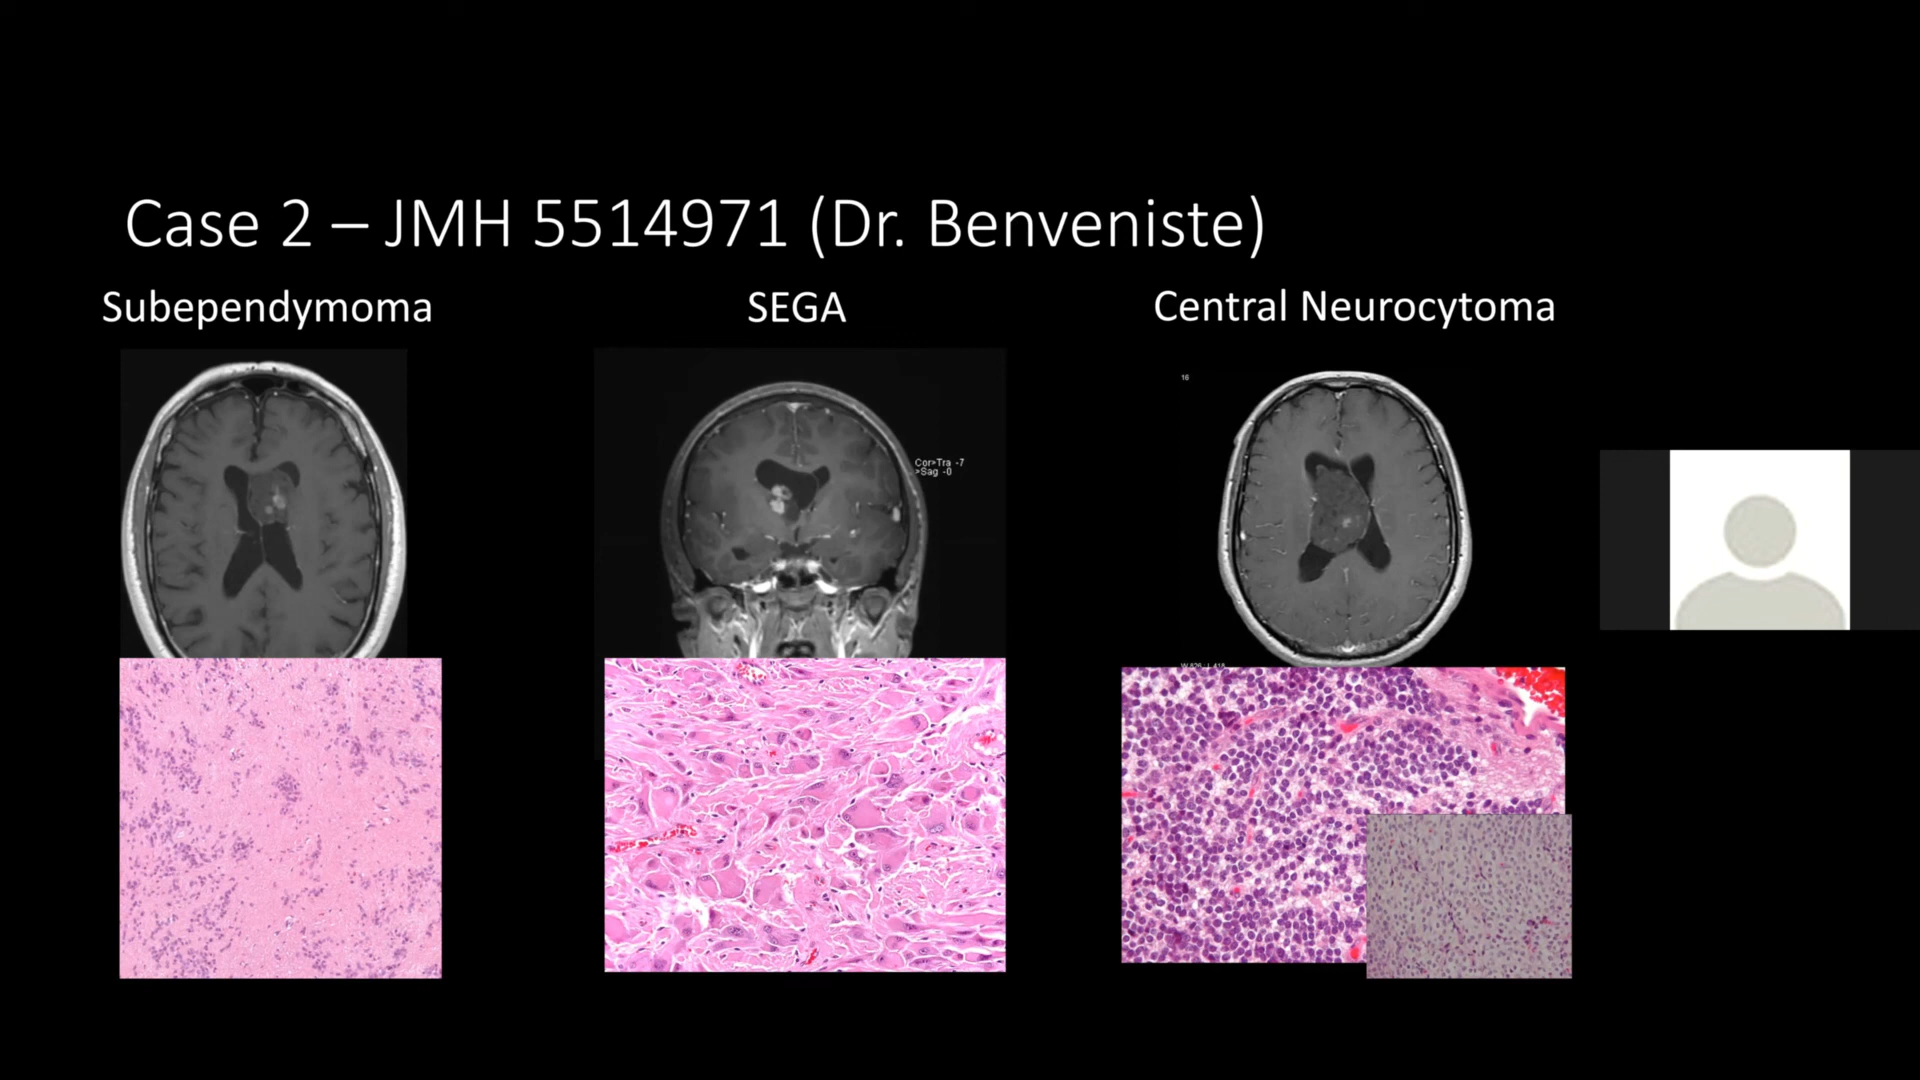 Case 2 – JMH 5514971 (Dr. Benveniste)
Subependymoma
SEGA
Central Neurocytoma
Cor>Tra -7
>Sag -0
16